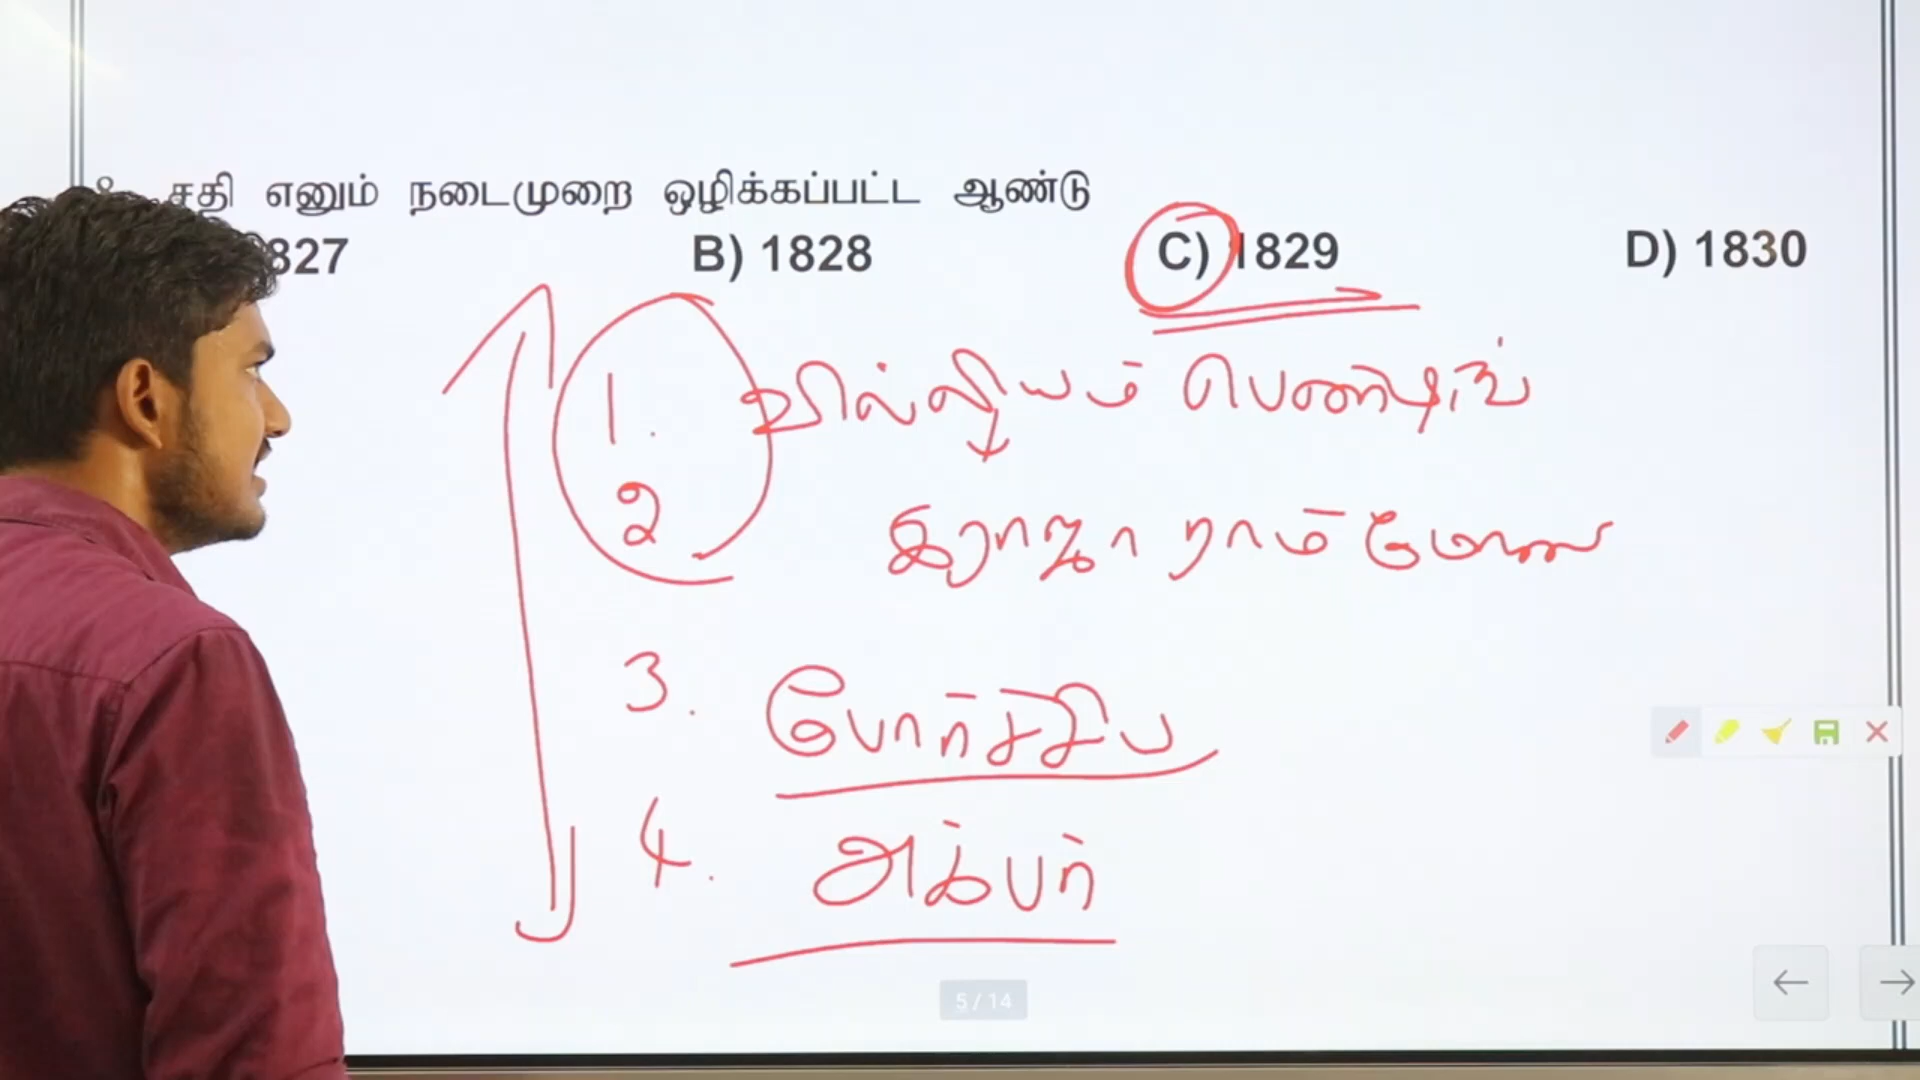 சதி எனும் நடைமுறை ஒழிக்கப்பட்ட ஆண்டு
827 B) 1828 C) 1829 D) 1830
1. வில்லியம் பெண்டிங்
2 இராஜா ராம் மோகன
3. போர்ச்சு
4. அக்பர்
5 / 14